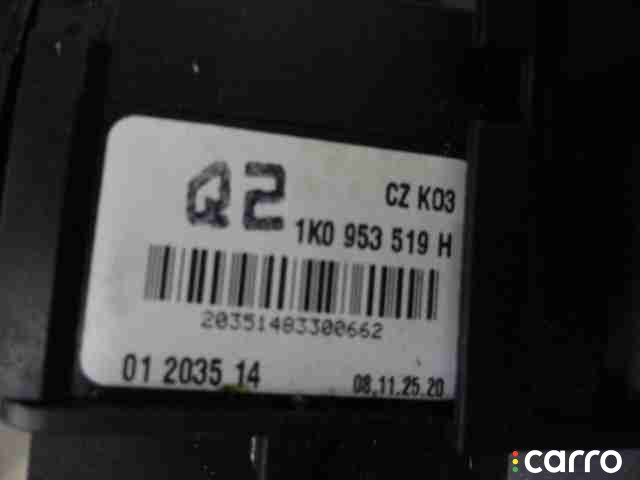 Q2
CZ K03
1K0 953 519 H
20351483300662
01 2035 14
08.11.25.20
carro